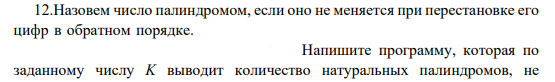 12.Назовем число палиндромом, если оно не меняется при перестановке его
цифр в обратном порядке.
Напишите программу, которая по
заданному числу K выводит количество натуральных палиндромов, не